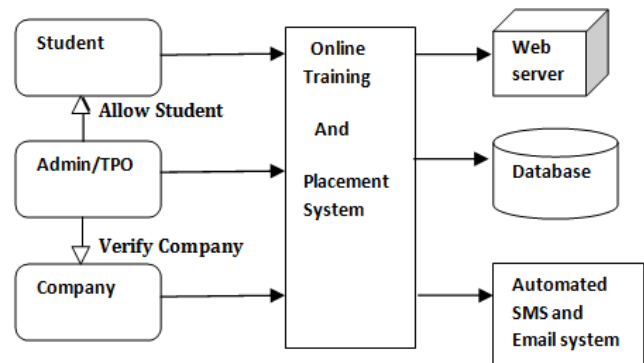 Student
Allow Student
Admin/TPO
Verify Company
Company
Online
Training
And
Placement
System
Web
server
Database
Automated
SMS and
Email system